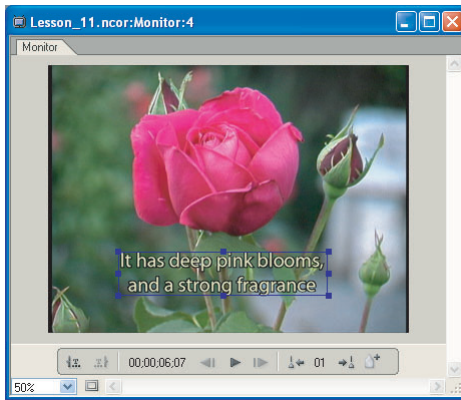 Lesson_11.ncor:Monitor:4
Monitor
It has deep pink blooms,
and a strong fragrance
00;00;06;07
01
50%